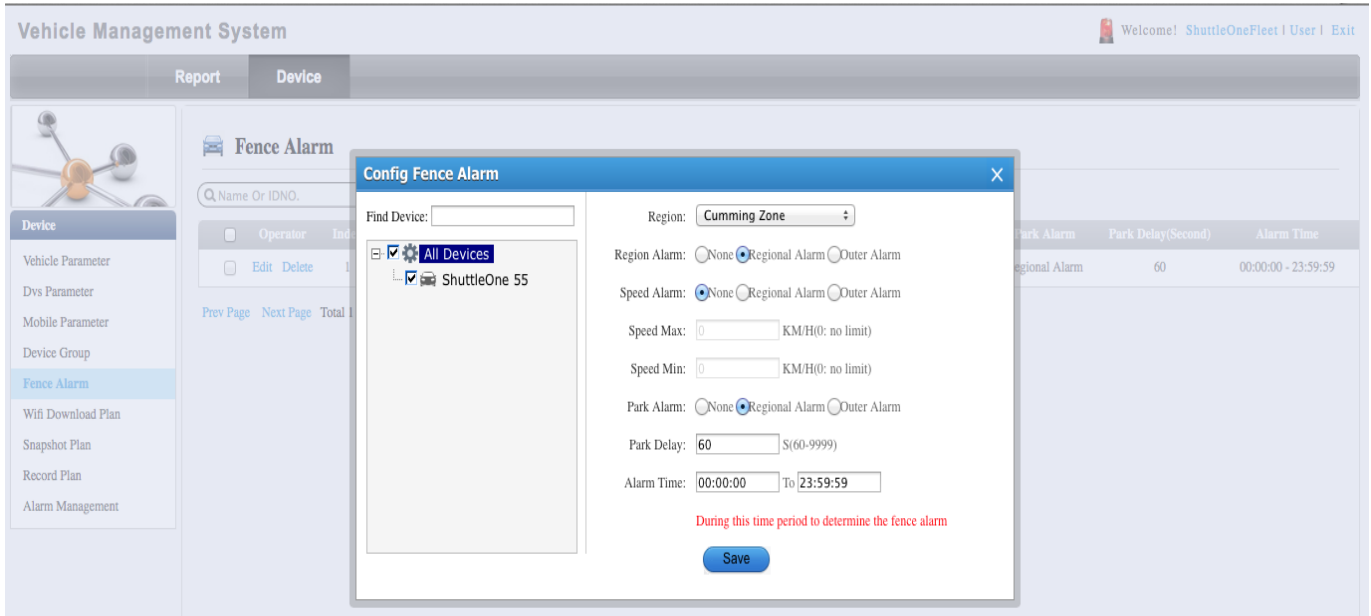 Vehicle Management System
Welcome! ShuttleOneFleet | User | Exit
Report Device
Fence Alarm
Name Or IDNO.
Device
Vehicle Parameter
Dvs Parameter
Mobile Parameter
Device Group
Fence Alarm
Wifi Download Plan
Snapshot Plan
Record Plan
Alarm Management
Operator Park Alarm Park Delay(Second) Alarm Time
Edit Delete 1 60 00:00:00 - 23:59:59
Prev Page Next Page Total 1
Config Fence Alarm X
Find Device:
All Devices
ShuttleOne 55
Region: Cumming Zone
Region Alarm: None Regional Alarm Outer Alarm
Speed Alarm: None Regional Alarm Outer Alarm
Speed Max: 0 KM/H(0: no limit)
Speed Min: 0 KM/H(0: no limit)
Park Alarm: None Regional Alarm Outer Alarm
Park Delay: 60 S(60-9999)
Alarm Time: 00:00:00 To 23:59:59
During this time period to determine the fence alarm
Save